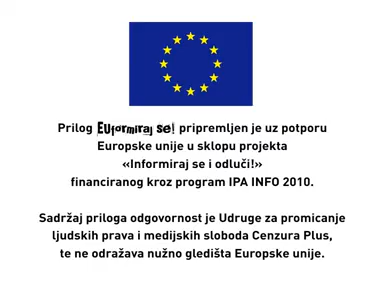 Prilog EUformiraj se! pripremljen je uz potporu
Europske unije u sklopu projekta
«Informiraj se i odluči!»
financiranog kroz program IPA INFO 2010.
Sadržaj priloga odgovornost je Udruge za promicanje
ljudskih prava i medijskih sloboda Cenzura Plus,
te ne odražava nužno gledišta Europske unije.